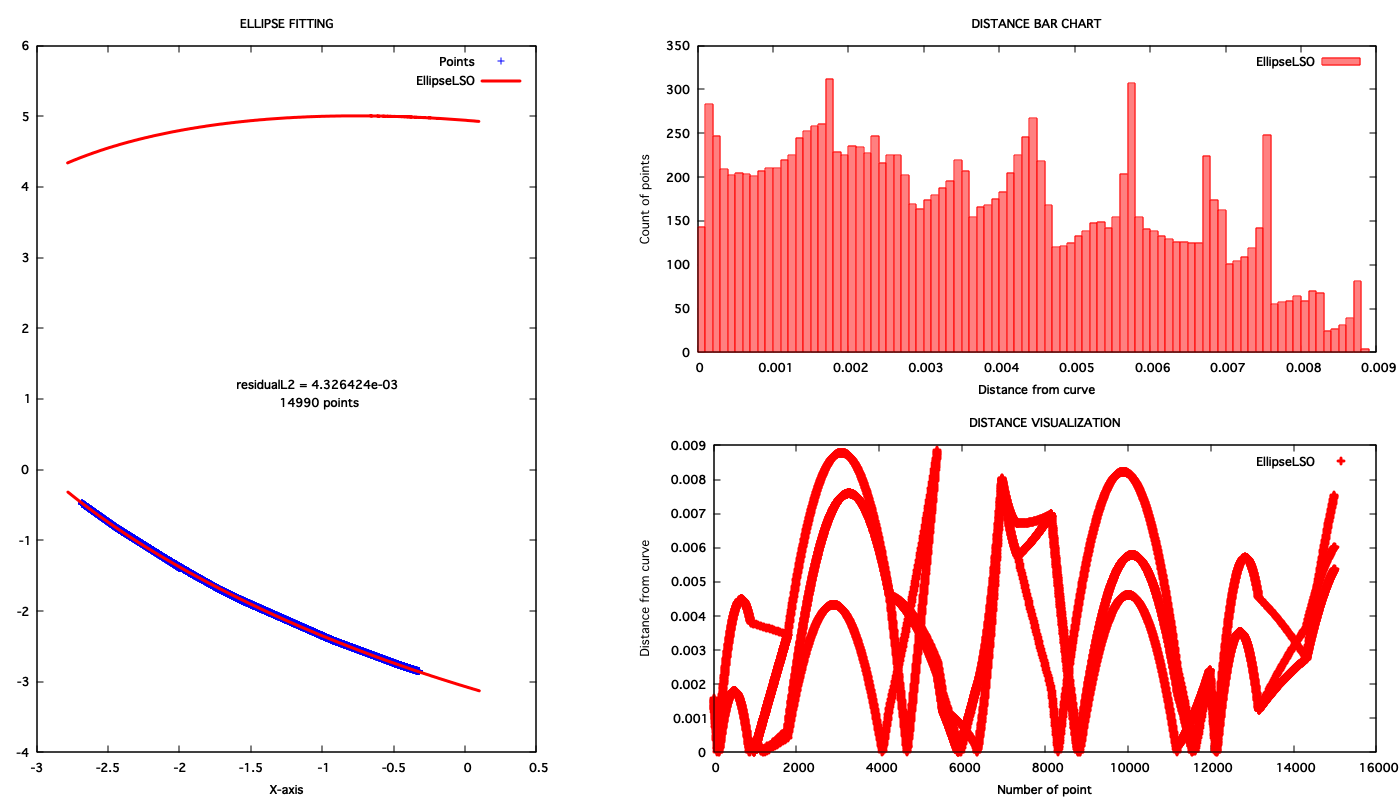 ELLIPSE FITTING
6
5
4
3
2
1
0
-1
-2
-3
-4
Points
EllipseLSO
residualL2 = 4.326424e-03
14990 points
-3 -2.5 -2 -1.5 -1 -0.5 0 0.5
X-axis
DISTANCE BAR CHART
350
300
250
200
150
100
50
0
Count of points
EllipseLSO
0 0.001 0.002 0.003 0.004 0.005 0.006 0.007 0.008 0.009
Distance from curve
DISTANCE VISUALIZATION
0.009
0.008
0.007
0.006
0.005
0.004
0.003
0.002
0.001
0
Distance from curve
EllipseLSO
0 2000 4000 6000 8000 10000 12000 14000 16000
Number of point